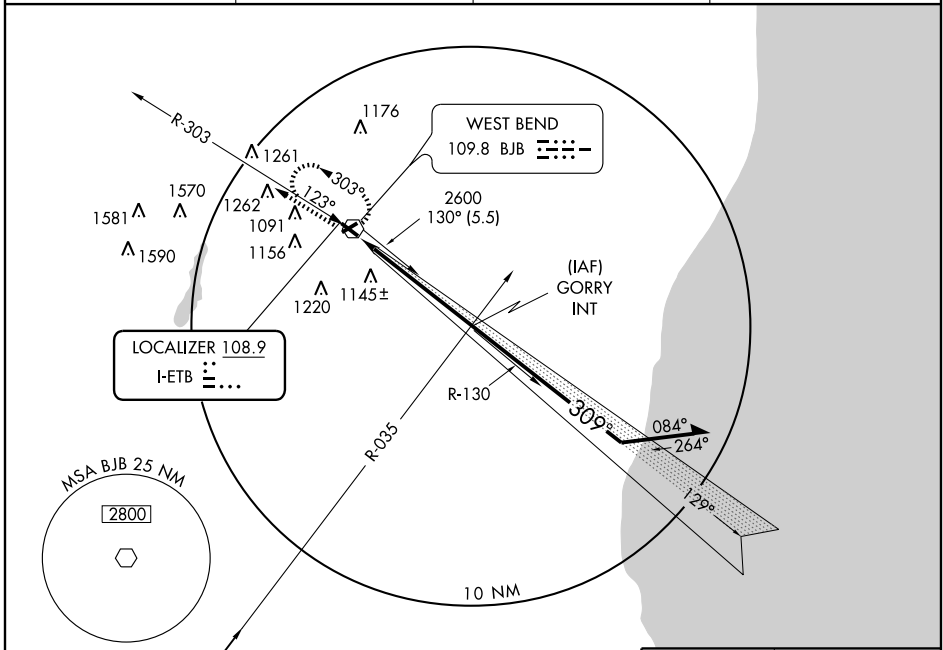 R-303
1176
WEST BEND
109.8 BJB
1261
303°
123°
2600
130° (5.5)
1570
1262
1581
1091
1590
1156
(IAF)
GORRY
INT
1220
1145±
LOCALIZER 108.9
I-ETB
R-130
309°
084°
264°
R-035
129°
MSA BJB 25 NM
2800
10 NM